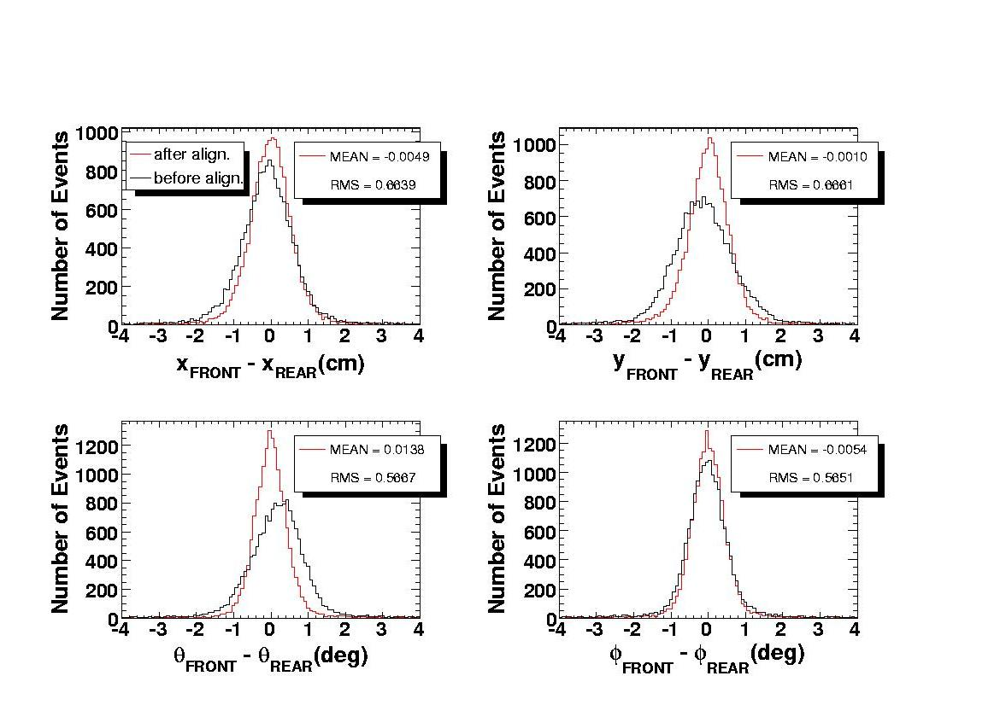 Number of Events
1000
800
600
400
200
0
after align.
before align.
MEAN = -0.0049
RMS = 0.6639
-4 -3 -2 -1 0 1 2 3 4
xFRONT - xREAR(cm)
Number of Events
1000
800
600
400
200
0
MEAN = -0.0010
RMS = 0.6661
-4 -3 -2 -1 0 1 2 3 4
yFRONT - yREAR(cm)
Number of Events
1200
1000
800
600
400
200
0
MEAN = 0.0138
RMS = 0.5667
-4 -3 -2 -1 0 1 2 3 4
θFRONT - θREAR(deg)
Number of Events
1200
1000
800
600
400
200
0
MEAN = -0.0054
RMS = 0.5651
-4 -3 -2 -1 0 1 2 3 4
ϕFRONT - ϕREAR(deg)